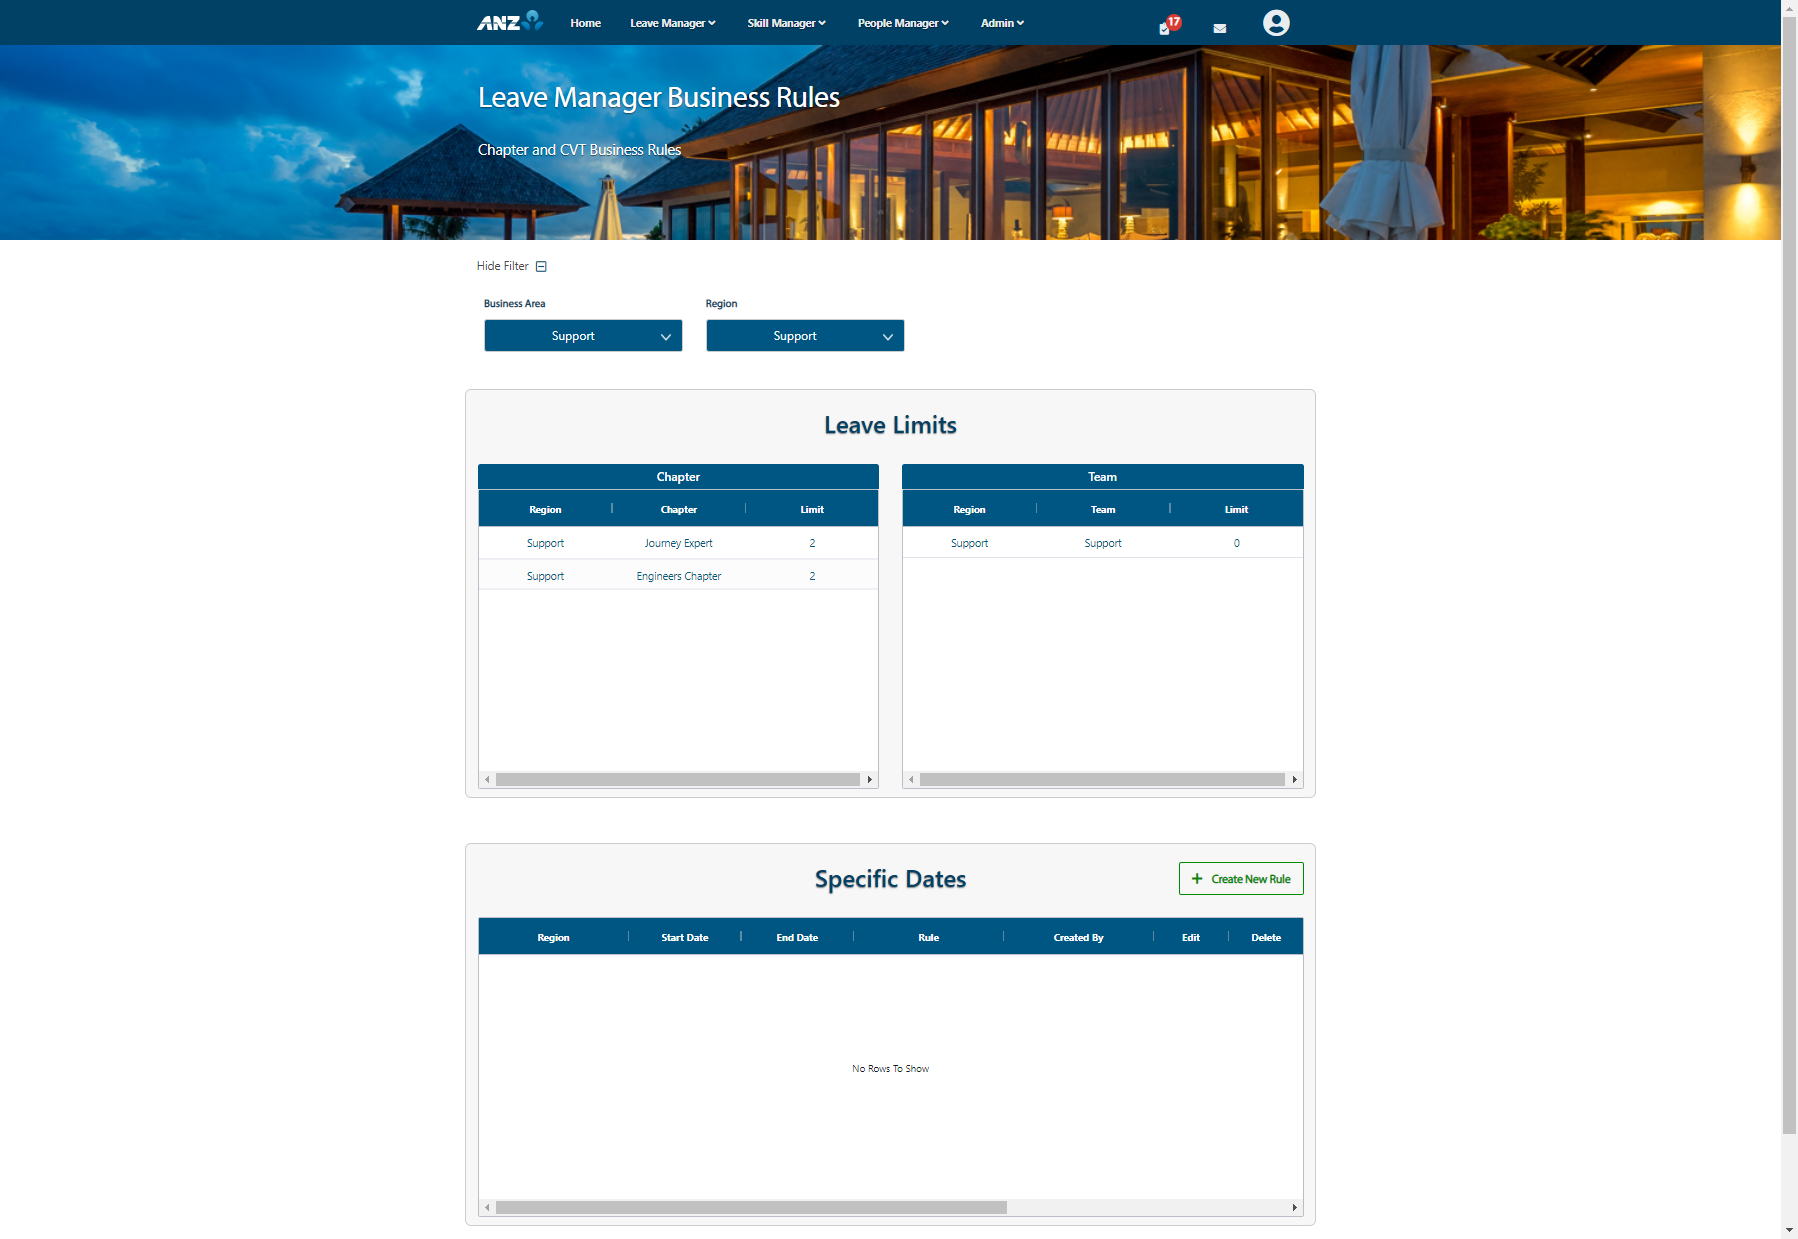 ANZ Home Leave Manager Skill Manager People Manager Admin 17
Leave Manager Business Rules
Chapter and CVT Business Rules
Hide Filter
Business Area Region
Support Support
Leave Limits
Chapter
Region Chapter Limit
Support Journey Expert 2
Support Engineers Chapter 2
Team
Region Team Limit
Support Support 0
Specific Dates
+ Create New Rule
Region Start Date End Date Rule Created By Edit Delete
No Rows To Show